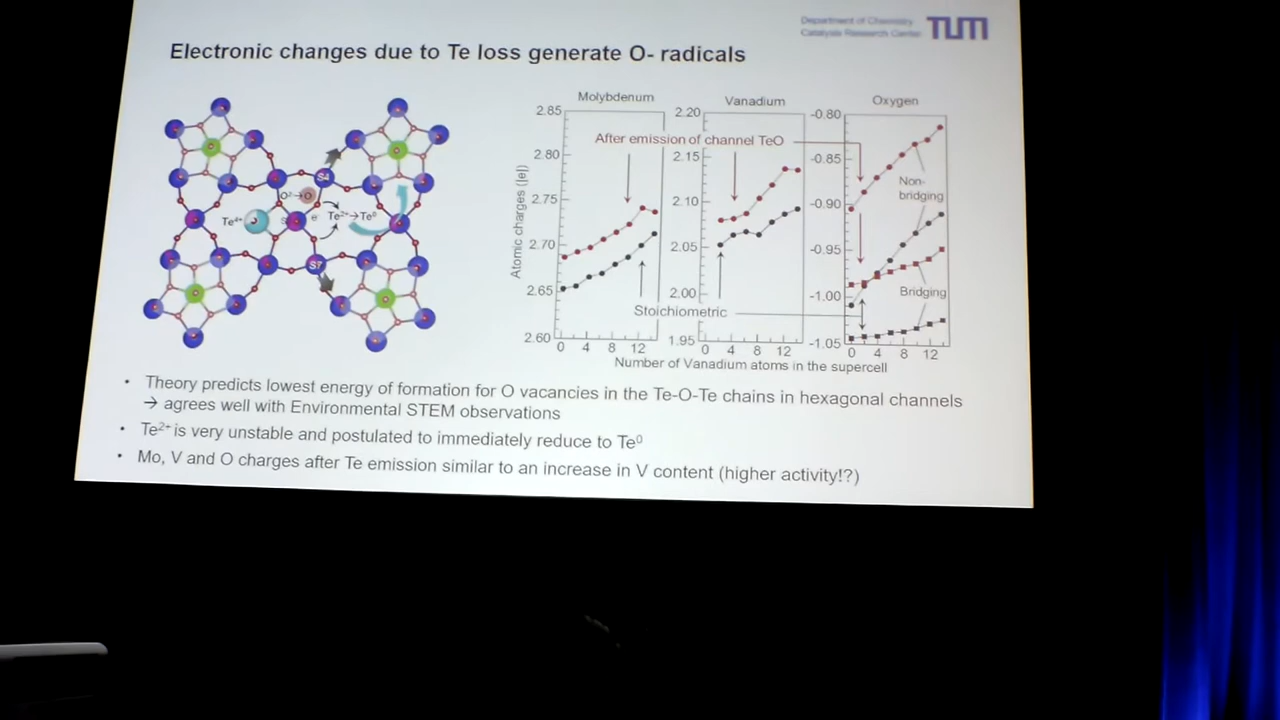 Department of Chemistry
Catalysis Research Center
TUM
Electronic changes due to Te loss generate O- radicals
S4
O²⁻→O⁻
Te⁴⁺
e⁻
Te²⁺→Te⁰
S7
Molybdenum
Vanadium
Oxygen
Atomic charges (|e|)
2.85
2.80
2.75
2.70
2.65
2.60
2.20
2.15
2.10
2.05
2.00
1.95
-0.80
-0.85
-0.90
-0.95
-1.00
-1.05
After emission of channel TeO
Non-
bridging
Bridging
Stoichiometric
0 4 8 12
0 4 8 12
0 4 8 12
Number of Vanadium atoms in the supercell
• Theory predicts lowest energy of formation for O vacancies in the Te-O-Te chains in hexagonal channels
→ agrees well with Environmental STEM observations
• Te²⁺ is very unstable and postulated to immediately reduce to Te⁰
• Mo, V and O charges after Te emission similar to an increase in V content (higher activity!?)